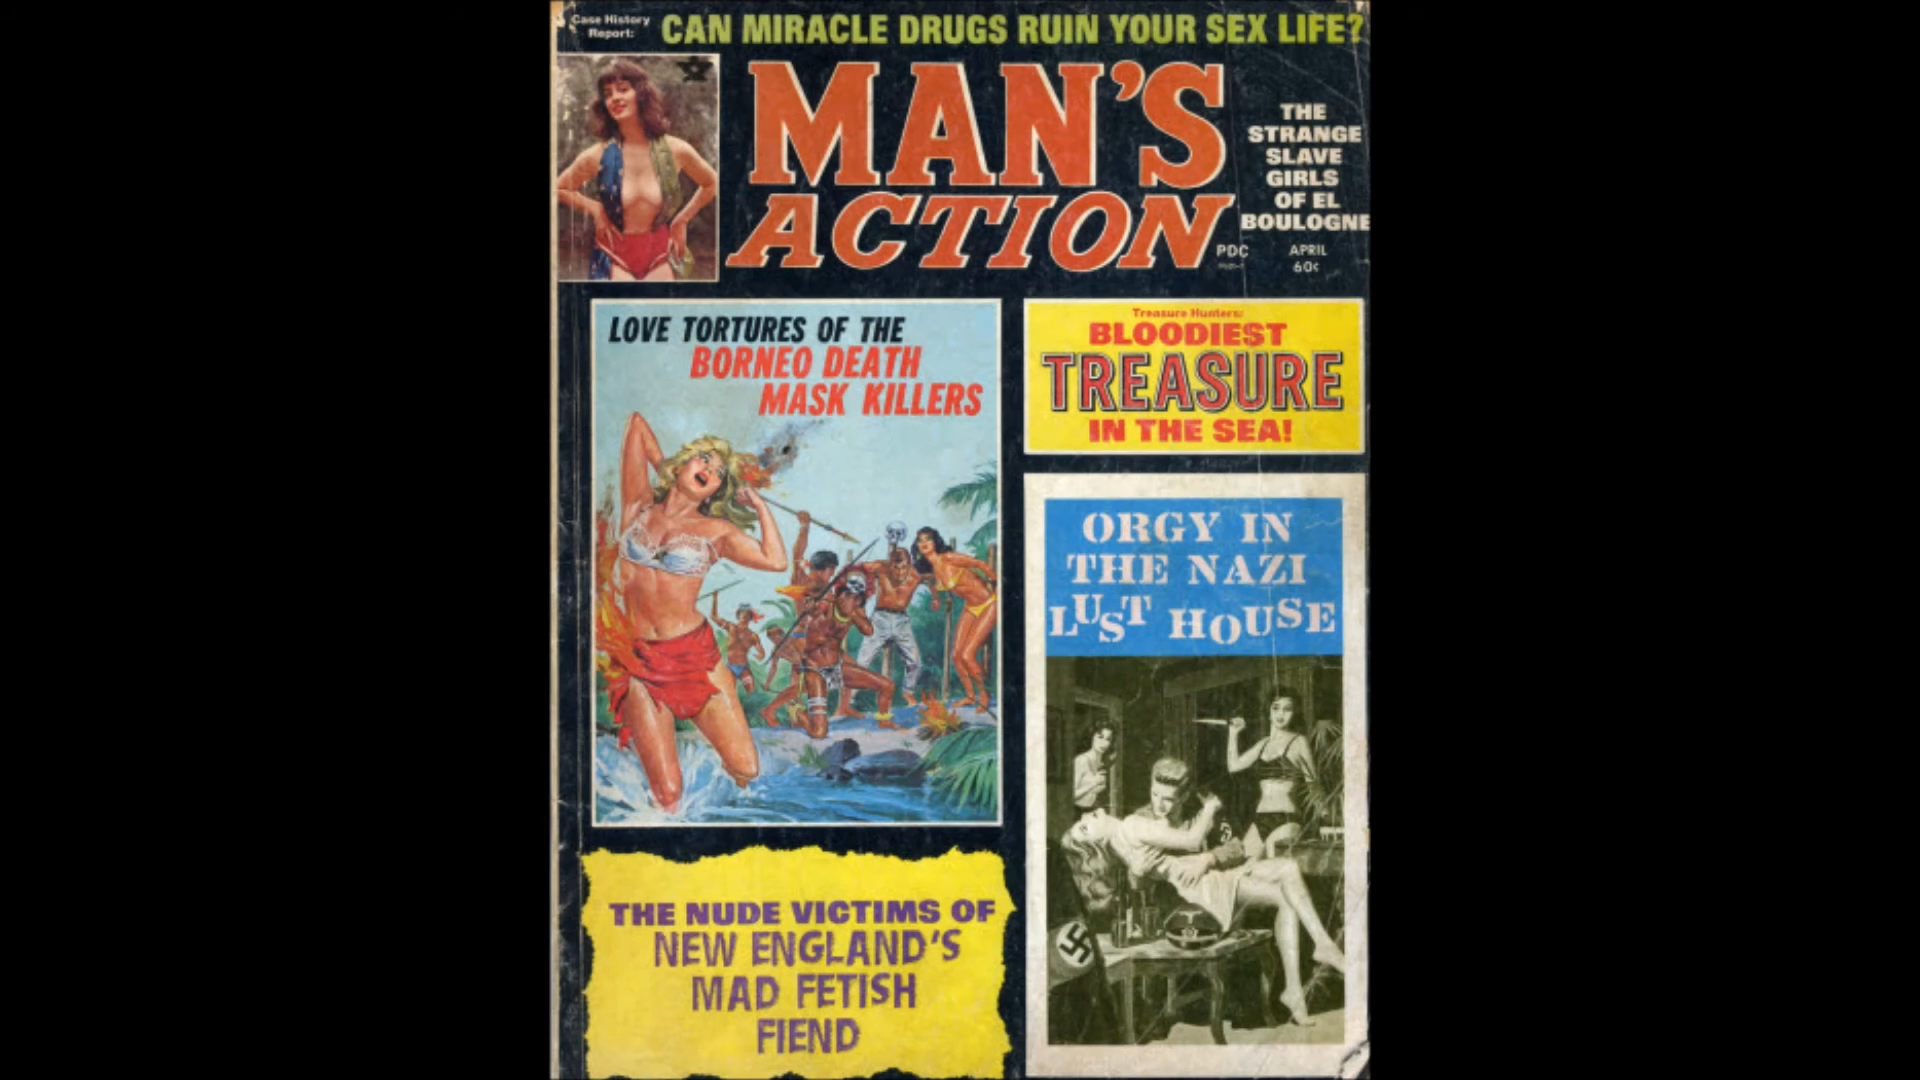 Case History
Report:
CAN MIRACLE DRUGS RUIN YOUR SEX LIFE?
MAN'S
ACTION
THE
STRANGE
SLAVE
GIRLS
OF EL
BOULOGNE
PDC
APRIL
60¢
LOVE TORTURES OF THE
BORNEO DEATH
MASK KILLERS
Treasure Hunters:
BLOODIEST
TREASURE
IN THE SEA!
ORGY IN
THE NAZI
LUST HOUSE
THE NUDE VICTIMS OF
NEW ENGLAND'S
MAD FETISH
FIEND